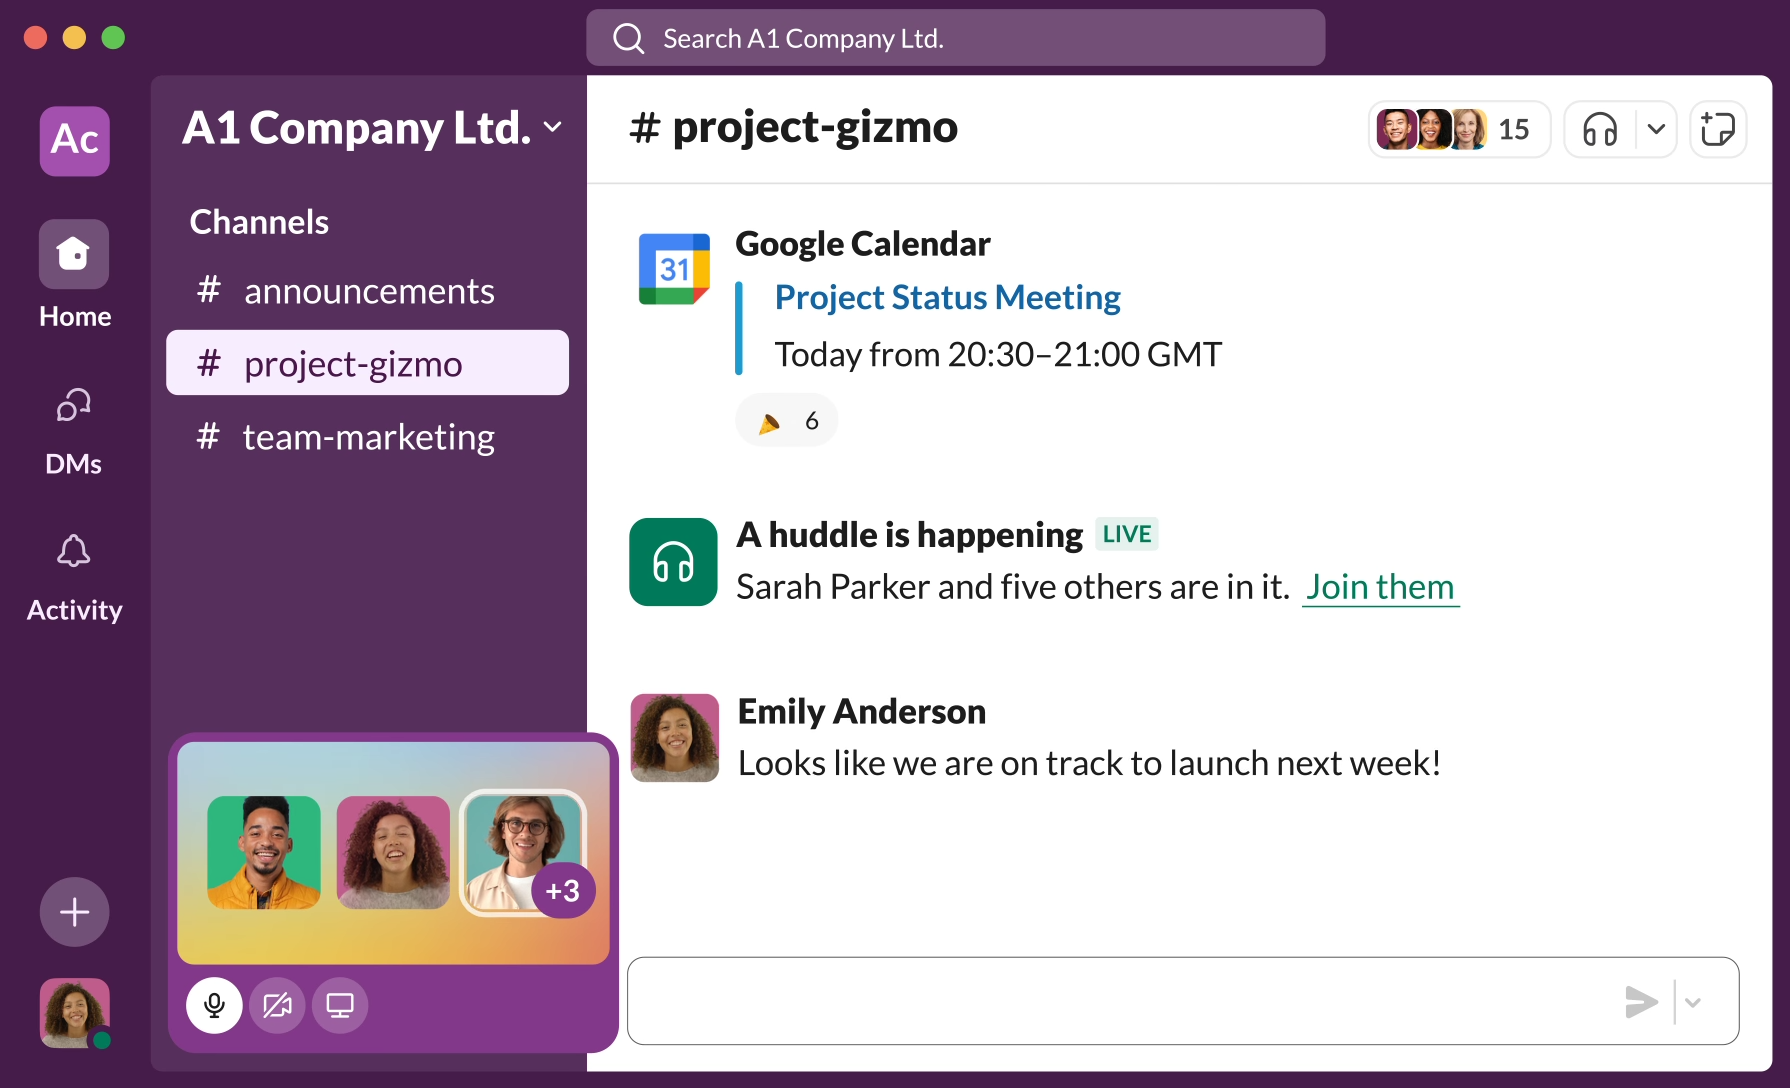 Search A1 Company Ltd.
Ac
Home
DMs
Activity
A1 Company Ltd.
Channels
# announcements
# project-gizmo
# team-marketing
+3
# project-gizmo
15
31
Google Calendar
Project Status Meeting
Today from 20:30–21:00 GMT
6
A huddle is happening LIVE
Sarah Parker and five others are in it. Join them
Emily Anderson
Looks like we are on track to launch next week!